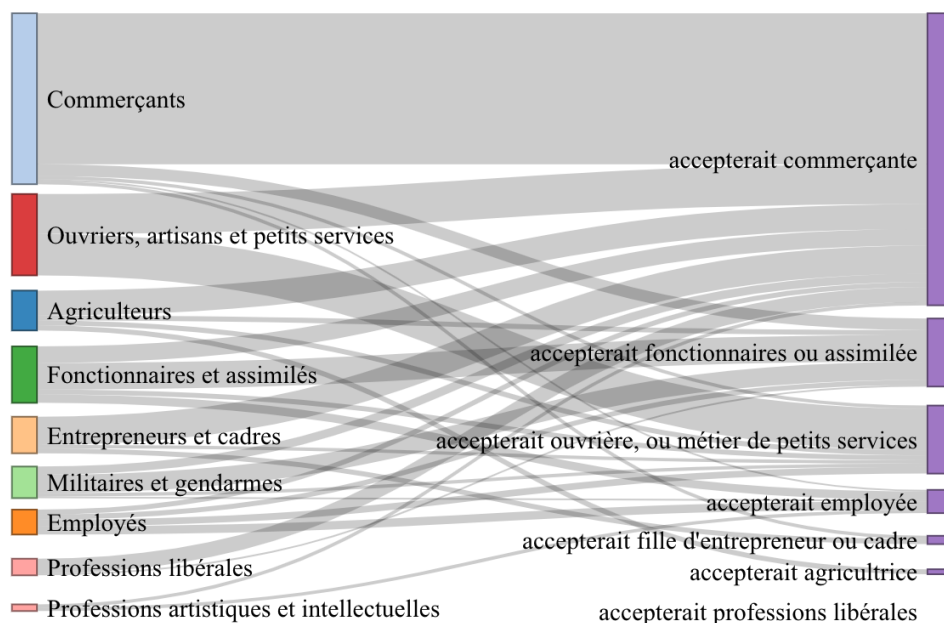 Commerçants
Ouvriers, artisans et petits services
Agriculteurs
Fonctionnaires et assimilés
Entrepreneurs et cadres
Militaires et gendarmes
Employés
Professions libérales
Professions artistiques et intellectuelles
accepterait commerçante
accepterait fonctionnaires ou assimilée
accepterait ouvrière, ou métier de petits services
accepterait employée
accepterait fille d'entrepreneur ou cadre
accepterait agricultrice
accepterait professions libérales